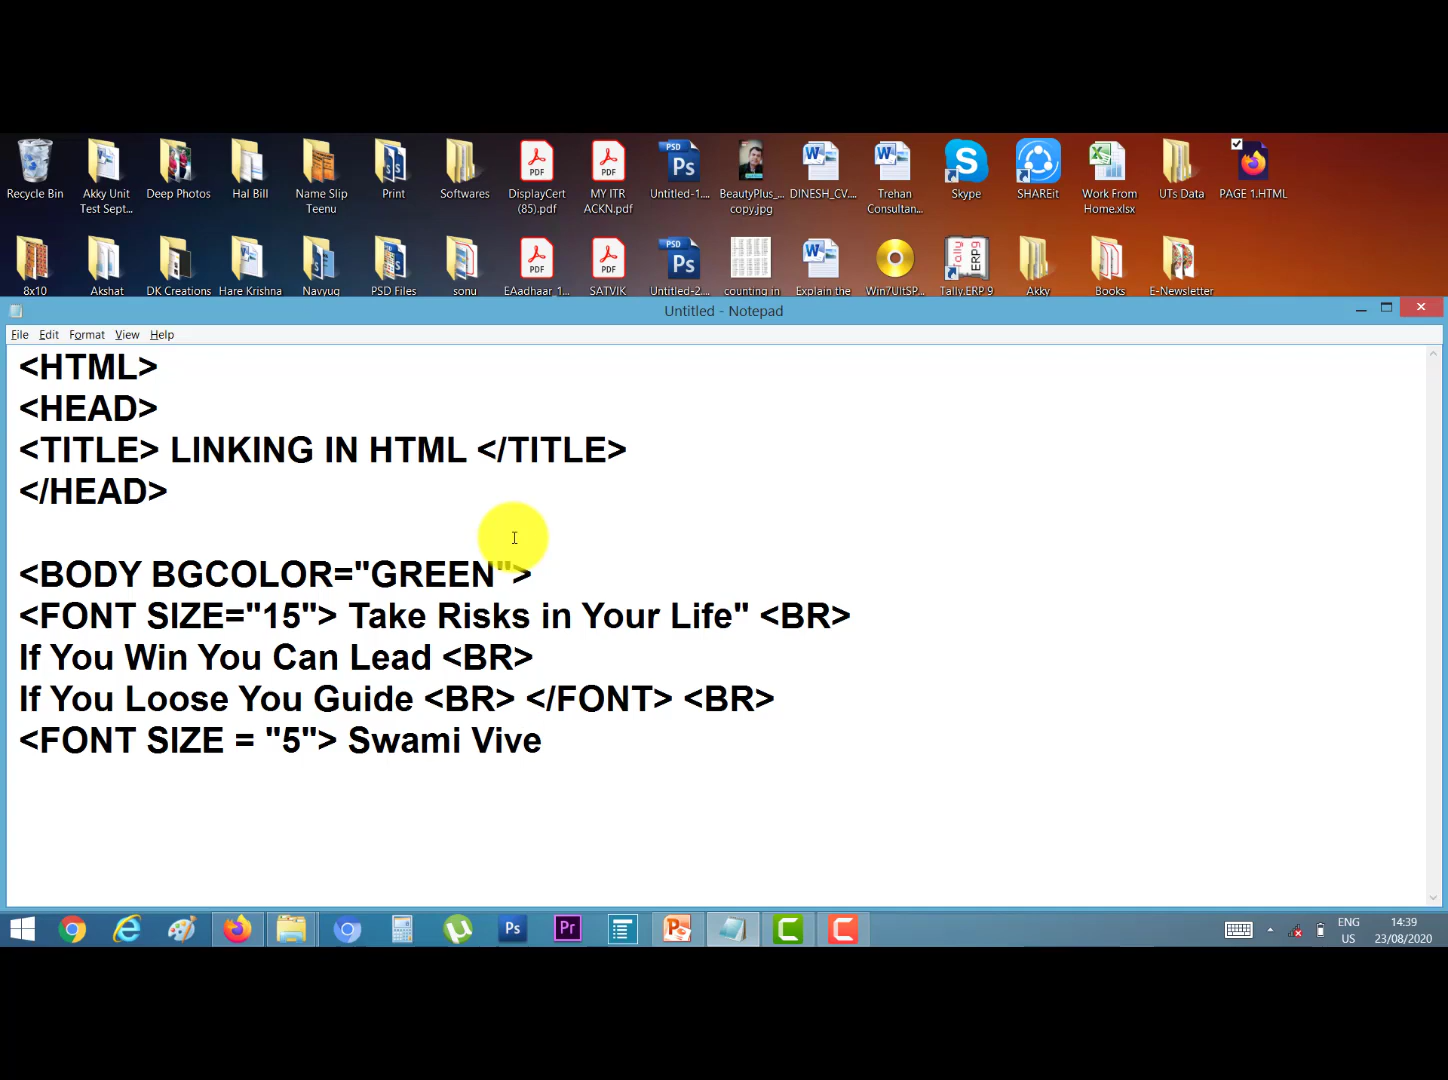 Recycle Bin
Akky Unit Test Sept...
Deep Photos
Hal Bill
Name Slip Teenu
Print
Softwares
DisplayCert (85).pdf
MY ITR ACKN.pdf
Untitled-1....
BeautyPlus_... copy.jpg
DINESH_CV....
Trehan Consultan...
Skype
SHAREit
Work From Home.xlsx
UTs Data
PAGE 1.HTML
8x10
Akshat
DK Creations
Hare Krishna
Navyug
PSD Files
sonu
EAadhaar_1...
SATVIK
Untitled-2....
counting in
Explain the
Win7UltSP...
Tally.ERP 9
Akky
Books
E-Newsletter
Untitled - Notepad
File Edit Format View Help
<HTML>
<HEAD>
<TITLE> LINKING IN HTML </TITLE>
</HEAD>
<BODY BGCOLOR="GREEN">
<FONT SIZE="15"> Take Risks in Your Life" <BR>
If You Win You Can Lead <BR>
If You Loose You Guide <BR> </FONT> <BR>
<FONT SIZE = "5"> Swami Vive
ENG 14:39
US 23/08/2020